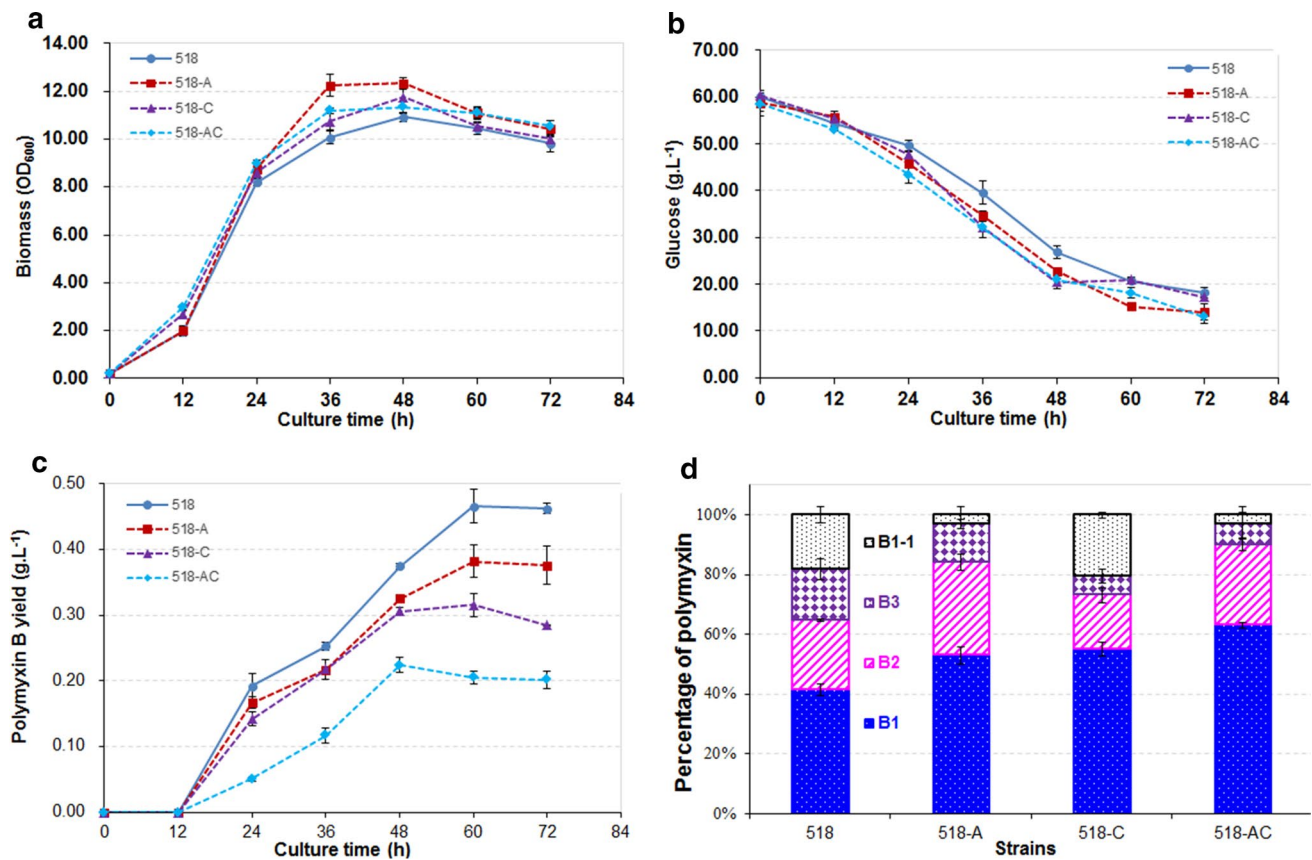 a
14.00
12.00
10.00
8.00
6.00
4.00
2.00
0.00
Biomass (OD600)
518
518-A
518-C
518-AC
0 12 24 36 48 60 72 84
Culture time (h)
b
70.00
60.00
50.00
40.00
30.00
20.00
10.00
0.00
Glucose (g.L-1)
518
518-A
518-C
518-AC
0 12 24 36 48 60 72 84
Culture time (h)
c
0.50
0.40
0.30
0.20
0.10
0.00
Polymyxin B yield (g.L-1)
518
518-A
518-C
518-AC
0 12 24 36 48 60 72 84
Culture time (h)
d
100%
80%
60%
40%
20%
0%
Percentage of polymyxin
B1-1
B3
B2
B1
518 518-A 518-C 518-AC
Strains